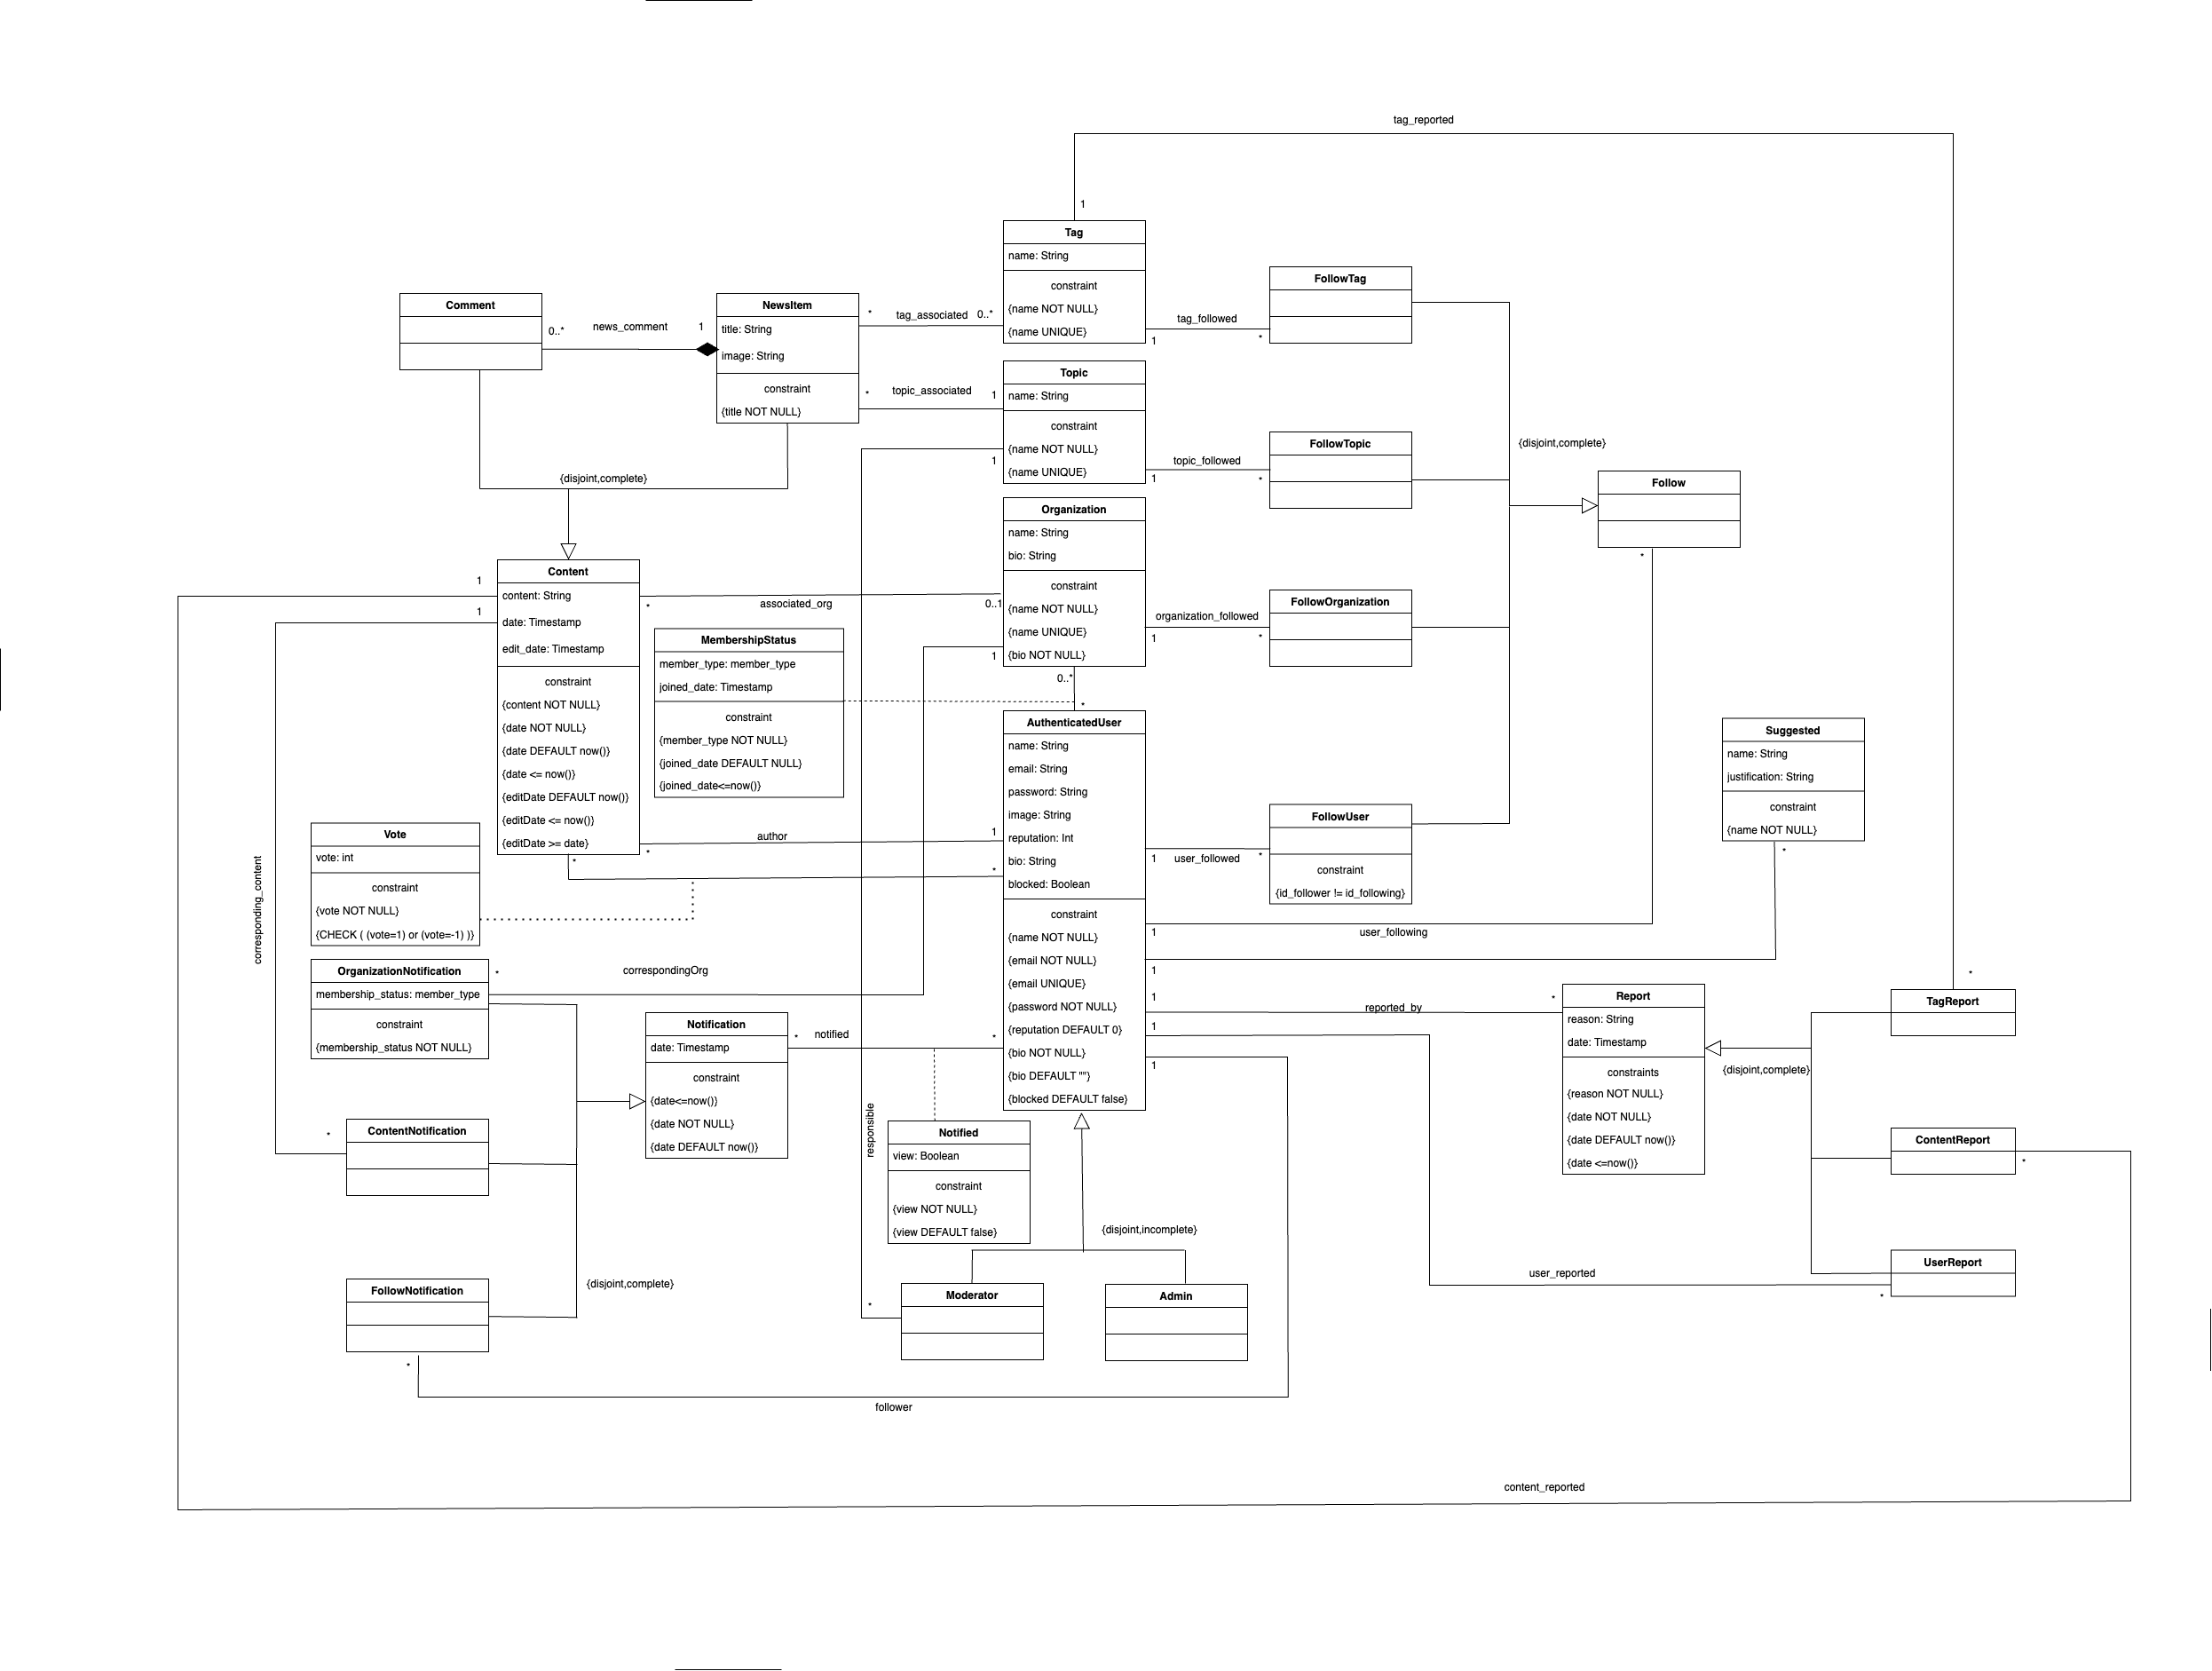 tag_reported
1
Tag
name: String
constraint
{name NOT NULL}
{name UNIQUE}
tag_followed
1
*
FollowTag
Comment
0..*
news_comment
1
NewsItem
title: String
image: String
constraint
{title NOT NULL}
*
tag_associated
0..*
*
topic_associated
1
Topic
name: String
constraint
{name NOT NULL}
{name UNIQUE}
1
topic_followed
1
*
FollowTopic
{disjoint,complete}
Follow
*
{disjoint,complete}
Organization
name: String
bio: String
constraint
{name NOT NULL}
{name UNIQUE}
{bio NOT NULL}
organization_followed
1
*
FollowOrganization
Content
content: String
date: Timestamp
edit_date: Timestamp
constraint
{content NOT NULL}
{date NOT NULL}
{date DEFAULT now()}
{date <= now()}
{editDate DEFAULT now()}
{editDate <= now()}
{editDate >= date}
1
1
*
associated_org
0..1
1
MembershipStatus
member_type: member_type
joined_date: Timestamp
constraint
{member_type NOT NULL}
{joined_date DEFAULT NULL}
{joined_date<=now()}
0..*
*
AuthenticatedUser
name: String
email: String
password: String
image: String
reputation: Int
bio: String
blocked: Boolean
constraint
{name NOT NULL}
{email NOT NULL}
{email UNIQUE}
{password NOT NULL}
{reputation DEFAULT 0}
{bio NOT NULL}
{bio DEFAULT ""}
{blocked DEFAULT false}
Suggested
name: String
justification: String
constraint
{name NOT NULL}
*
FollowUser
constraint
{id_follower != id_following}
1
user_followed
*
author
1
*
*
*
Vote
vote: int
constraint
{vote NOT NULL}
{CHECK ( (vote=1) or (vote=-1) )}
corresponding_content
1
user_following
1
OrganizationNotification
membership_status: member_type
constraint
{membership_status NOT NULL}
*
correspondingOrg
Notification
date: Timestamp
constraint
{date<=now()}
{date NOT NULL}
{date DEFAULT now()}
*
notified
*
1
reported_by
*
1
1
Report
reason: String
date: Timestamp
constraints
{reason NOT NULL}
{date NOT NULL}
{date DEFAULT now()}
{date <=now()}
{disjoint,complete}
*
TagReport
ContentReport
*
UserReport
*
user_reported
*
ContentNotification
responsible
Notified
view: Boolean
constraint
{view NOT NULL}
{view DEFAULT false}
{disjoint,incomplete}
FollowNotification
*
{disjoint,complete}
*
Moderator
Admin
follower
content_reported